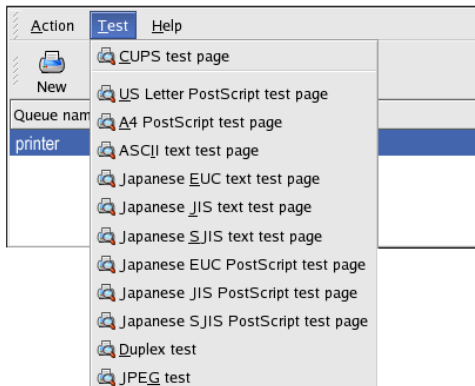 Action Test Help
CUPS test page
New
US Letter PostScript test page
Queue nam
A4 PostScript test page
printer
ASCII text test page
Japanese EUC text test page
Japanese JIS text test page
Japanese SJIS text test page
Japanese EUC PostScript test page
Japanese JIS PostScript test page
Japanese SJIS PostScript test page
Duplex test
JPEG test